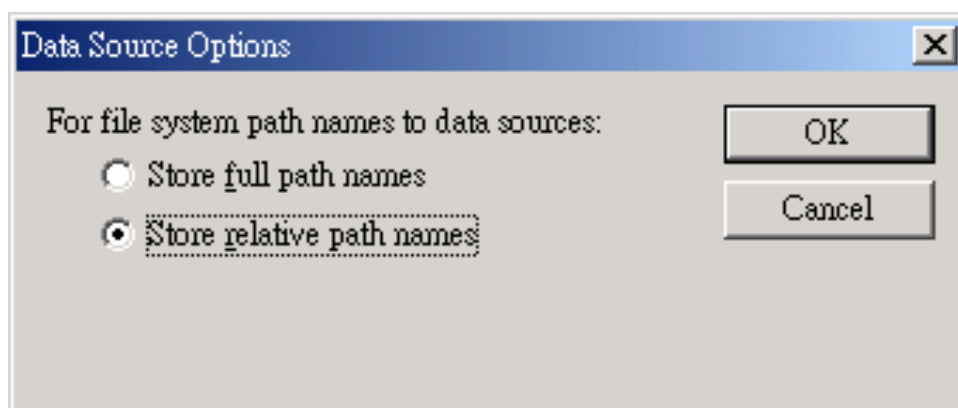 Data Source Options
For file system path names to data sources:
Store full path names
Store relative path names
OK
Cancel